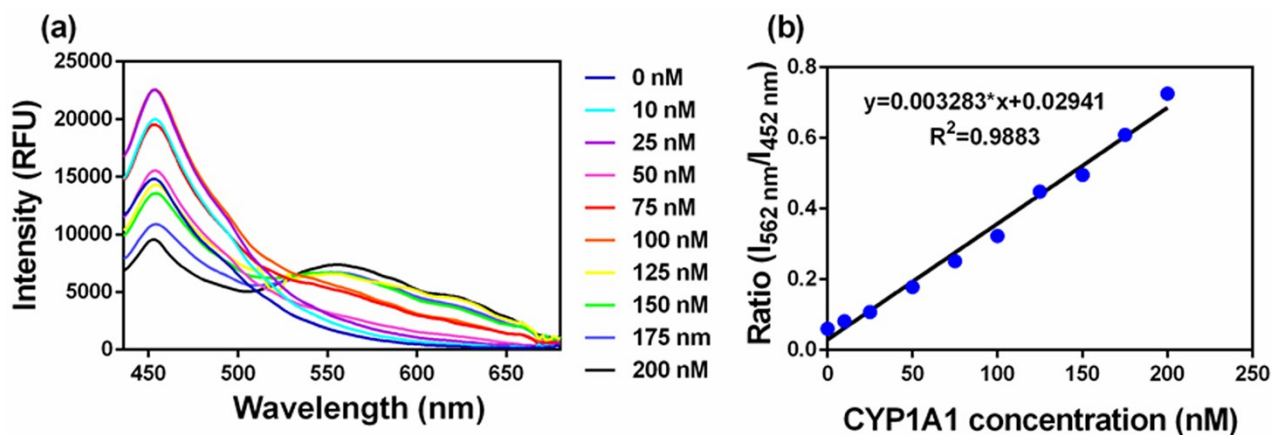 (a)
Intensity (RFU)
25000
20000
15000
10000
5000
0
450 500 550 600 650
Wavelength (nm)
0 nM
10 nM
25 nM
50 nM
75 nM
100 nM
125 nM
150 nM
175 nm
200 nM
(b)
Ratio (I562 nm/I452 nm)
0.8
0.6
0.4
0.2
0.0
y=0.003283*x+0.02941
R2=0.9883
0 50 100 150 200 250
CYP1A1 concentration (nM)